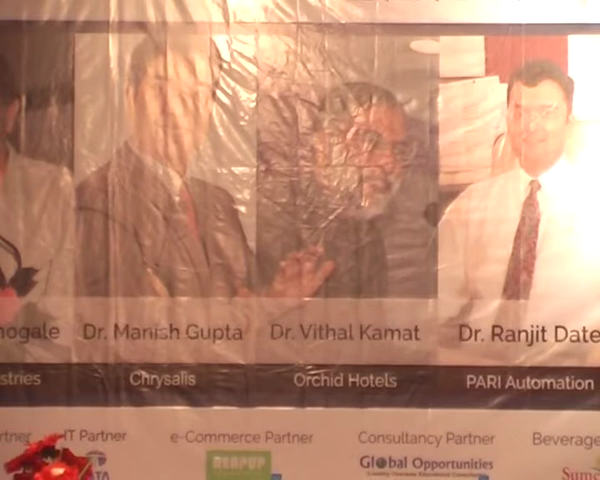 nogale Dr. Manish Gupta Dr. Vithal Kamat Dr. Ranjit Date
stries Chrysalis Orchid Hotels PARI Automation
rtner IT Partner e-Commerce Partner Consultancy Partner Beverage
Global Opportunities